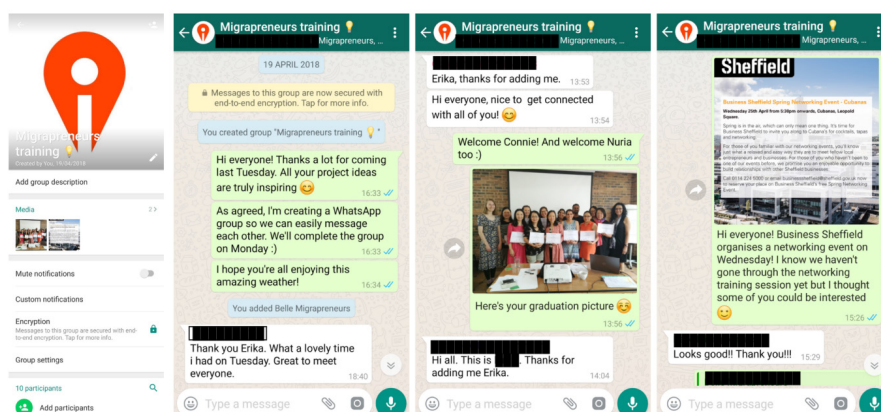 Migrapreneurs
training 💡
Created by You, 19/04/2018
Add group description
Media
2 >
Mute notifications
Custom notifications
Encryption
Messages to this group are secured with end-
to-end encryption. Tap for more info.
Group settings
10 participants
Add participants
Migrapreneurs training 💡
Migrapreneurs, ...
19 APRIL 2018
🔒 Messages to this group are now secured with
end-to-end encryption. Tap for more info.
You created group "Migrapreneurs training 💡"
Hi everyone! Thanks a lot for coming
last Tuesday. All your project ideas
are truly inspiring 😊
16:33
As agreed, I'm creating a WhatsApp
group so we can easily message
each other. We'll complete the group
on Monday :)
16:33
I hope you're all enjoying this
amazing weather!
16:34
You added Belle Migrapreneurs
Thank you Erika. What a lovely time
i had on Tuesday. Great to meet
everyone.
18:40
Type a message
Migrapreneurs training 💡
Migrapreneurs, ...
Erika, thanks for adding me.
13:53
Hi everyone, nice to get connected
with all of you! 😊
13:54
Welcome Connie! And welcome Nuria
too :)
13:56
Here's your graduation picture ☺️
13:56
Hi all. This is
. Thanks for
adding me Erika.
14:04
Type a message
Migrapreneurs training 💡
Migrapreneurs, ...
Sheffield
Business Sheffield Spring Networking Event - Cubanas
Wednesday 25th April from 5:30pm onwards, Cubanas, Leopold
Square.
Hi everyone! Business Sheffield
organises a networking event on
Wednesday! I know we haven't
gone through the networking
training session yet but I thought
some of you could be interested
🙂
15:26
Looks good!! Thank you!!!
15:29
Type a message